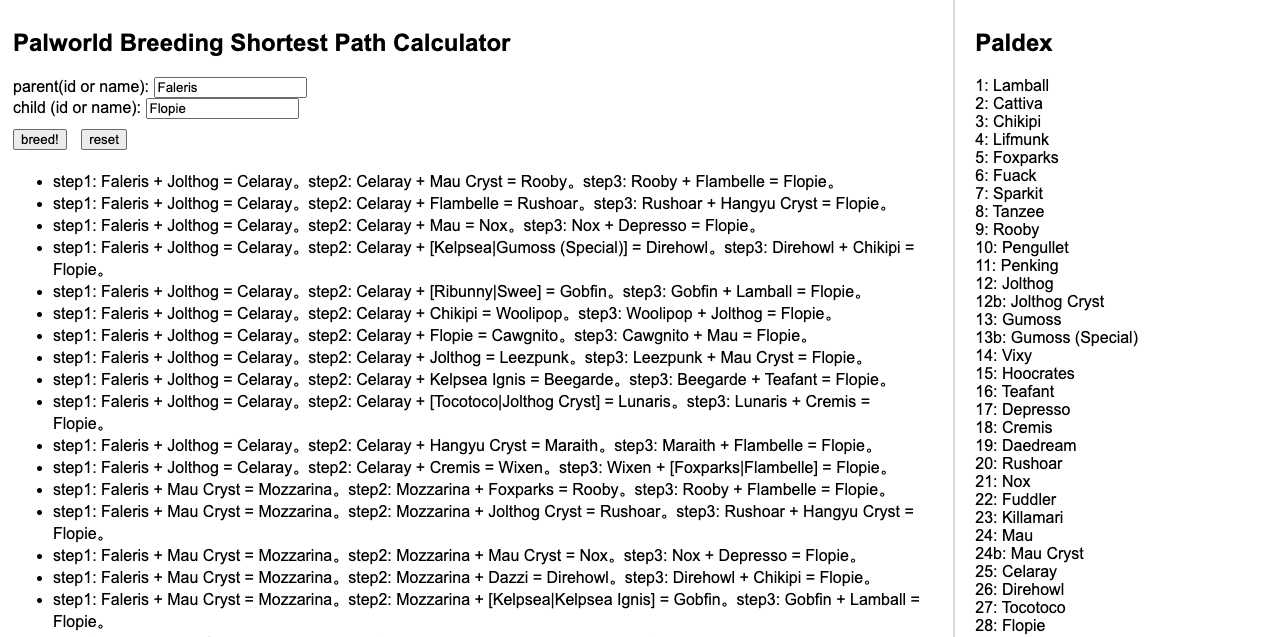 Palworld Breeding Shortest Path Calculator
parent(id or name): Faleris
child (id or name): Flopie
breed! reset
• step1: Faleris + Jolthog = Celaray。step2: Celaray + Mau Cryst = Rooby。step3: Rooby + Flambelle = Flopie。
• step1: Faleris + Jolthog = Celaray。step2: Celaray + Flambelle = Rushoar。step3: Rushoar + Hangyu Cryst = Flopie。
• step1: Faleris + Jolthog = Celaray。step2: Celaray + Mau = Nox。step3: Nox + Depresso = Flopie。
• step1: Faleris + Jolthog = Celaray。step2: Celaray + [Kelpsea|Gumoss (Special)] = Direhowl。step3: Direhowl + Chikipi =
Flopie。
• step1: Faleris + Jolthog = Celaray。step2: Celaray + [Ribunny|Swee] = Gobfin。step3: Gobfin + Lamball = Flopie。
• step1: Faleris + Jolthog = Celaray。step2: Celaray + Chikipi = Woolipop。step3: Woolipop + Jolthog = Flopie。
• step1: Faleris + Jolthog = Celaray。step2: Celaray + Flopie = Cawgnito。step3: Cawgnito + Mau = Flopie。
• step1: Faleris + Jolthog = Celaray。step2: Celaray + Jolthog = Leezpunk。step3: Leezpunk + Mau Cryst = Flopie。
• step1: Faleris + Jolthog = Celaray。step2: Celaray + Kelpsea Ignis = Beegarde。step3: Beegarde + Teafant = Flopie。
• step1: Faleris + Jolthog = Celaray。step2: Celaray + [Tocotoco|Jolthog Cryst] = Lunaris。step3: Lunaris + Cremis =
Flopie。
• step1: Faleris + Jolthog = Celaray。step2: Celaray + Hangyu Cryst = Maraith。step3: Maraith + Flambelle = Flopie。
• step1: Faleris + Jolthog = Celaray。step2: Celaray + Cremis = Wixen。step3: Wixen + [Foxparks|Flambelle] = Flopie。
• step1: Faleris + Mau Cryst = Mozzarina。step2: Mozzarina + Foxparks = Rooby。step3: Rooby + Flambelle = Flopie。
• step1: Faleris + Mau Cryst = Mozzarina。step2: Mozzarina + Jolthog Cryst = Rushoar。step3: Rushoar + Hangyu Cryst =
Flopie。
• step1: Faleris + Mau Cryst = Mozzarina。step2: Mozzarina + Mau Cryst = Nox。step3: Nox + Depresso = Flopie。
• step1: Faleris + Mau Cryst = Mozzarina。step2: Mozzarina + Dazzi = Direhowl。step3: Direhowl + Chikipi = Flopie。
• step1: Faleris + Mau Cryst = Mozzarina。step2: Mozzarina + [Kelpsea|Kelpsea Ignis] = Gobfin。step3: Gobfin + Lamball =
Flopie。
Paldex
1: Lamball
2: Cattiva
3: Chikipi
4: Lifmunk
5: Foxparks
6: Fuack
7: Sparkit
8: Tanzee
9: Rooby
10: Pengullet
11: Penking
12: Jolthog
12b: Jolthog Cryst
13: Gumoss
13b: Gumoss (Special)
14: Vixy
15: Hoocrates
16: Teafant
17: Depresso
18: Cremis
19: Daedream
20: Rushoar
21: Nox
22: Fuddler
23: Killamari
24: Mau
24b: Mau Cryst
25: Celaray
26: Direhowl
27: Tocotoco
28: Flopie